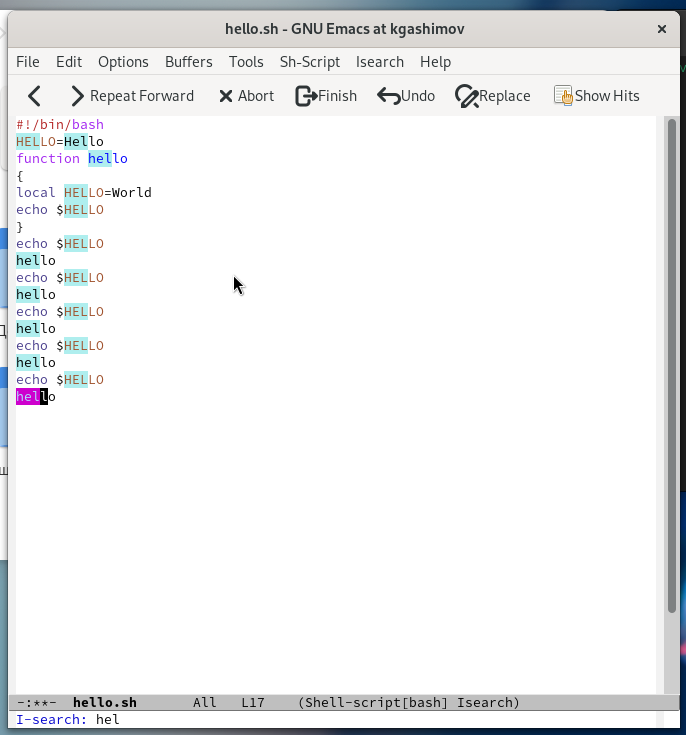 hello.sh - GNU Emacs at kgashimov
File Edit Options Buffers Tools Sh-Script Isearch Help
Repeat Forward Abort Finish Undo Replace Show Hits
#!/bin/bash
HELLO=Hello
function hello
{
local HELLO=World
echo $HELLO
}
echo $HELLO
hello
echo $HELLO
hello
echo $HELLO
hello
echo $HELLO
hello
echo $HELLO
hello
-:**- hello.sh All L17 (Shell-script[bash] Isearch)
I-search: hel